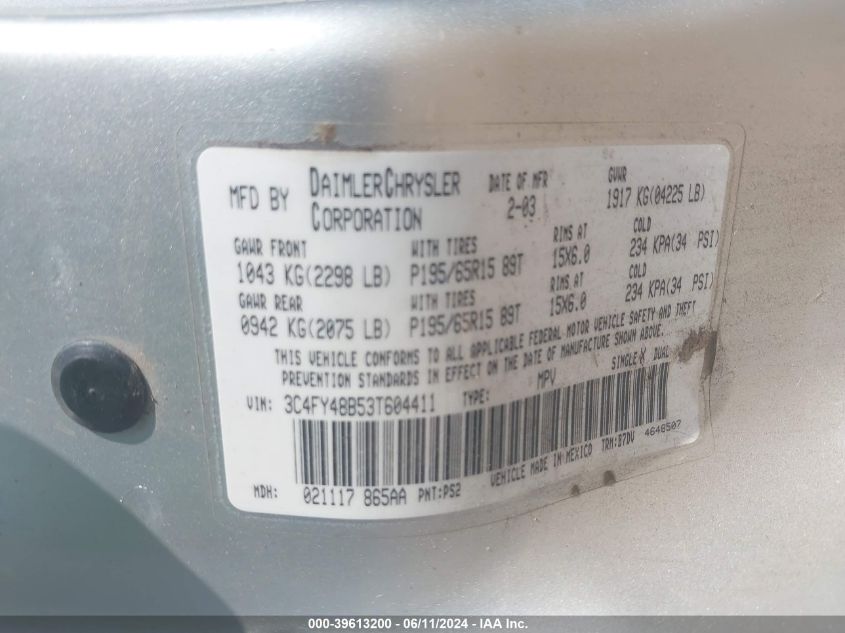 MFD BY DAIMLERCHRYSLER CORPORATION
DATE OF MFR 2-03
GVWR 1917 KG(04225 LB)
GAWR FRONT WITH TIRES RIMS AT COLD
1043 KG(2298 LB) P195/65R15 89T 15X6.0 234 KPA(34 PSI)
GAWR REAR WITH TIRES RIMS AT COLD
0942 KG(2075 LB) P195/65R15 89T 15X6.0 234 KPA(34 PSI)
THIS VEHICLE CONFORMS TO ALL APPLICABLE FEDERAL MOTOR VEHICLE SAFETY AND THEFT
PREVENTION STANDARDS IN EFFECT ON THE DATE OF MANUFACTURE SHOWN ABOVE.
VIN: 3C4FY48B53T604411 TYPE: MPV SINGLE X DUAL
MDH: 021117 865AA PNT:PS2 VEHICLE MADE IN MEXICO TRM:B7DV 4648507
000-39613200 - 06/11/2024 - IAA Inc.